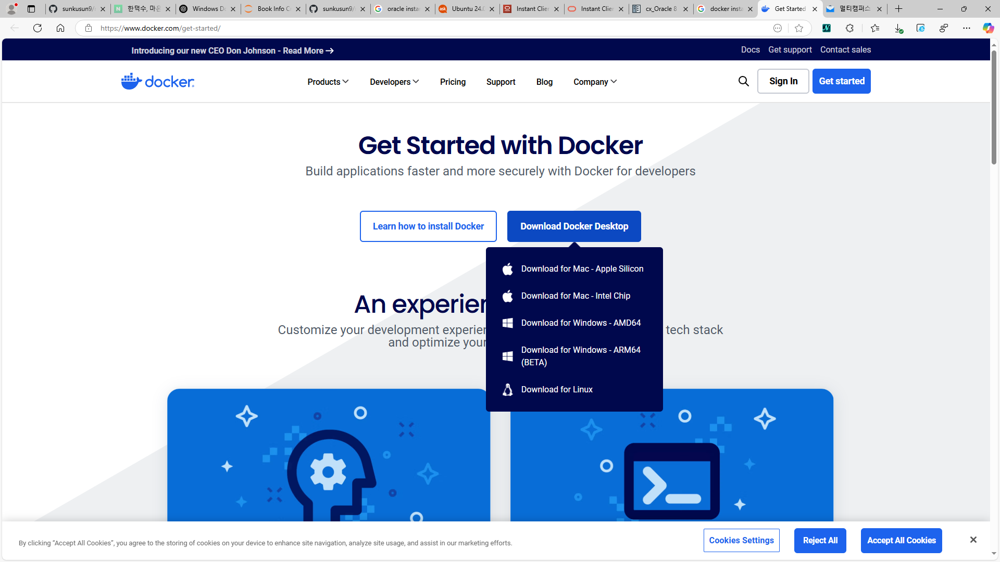 sunkusun9/
한덕수, 마은
Windows Do
Book Info C
sunkusun9/
oracle instan
Ubuntu 24.0
Instant Clien
Instant Clien
cx_Oracle 8
docker insta
Get Started
멀티캠퍼스
https://www.docker.com/get-started/
Introducing our new CEO Don Johnson - Read More →
Docs Get support Contact sales
docker
Products Developers Pricing Support Blog Company
Sign In
Get started
Get Started with Docker
Build applications faster and more securely with Docker for developers
Learn how to install Docker
Download Docker Desktop
Download for Mac - Apple Silicon
Download for Mac - Intel Chip
Download for Windows - AMD64
Download for Windows - ARM64
(BETA)
Download for Linux
An experien
Customize your development experien tech stack
and optimize your
By clicking “Accept All Cookies”, you agree to the storing of cookies on your device to enhance site navigation, analyze site usage, and assist in our marketing efforts.
Cookies Settings
Reject All
Accept All Cookies